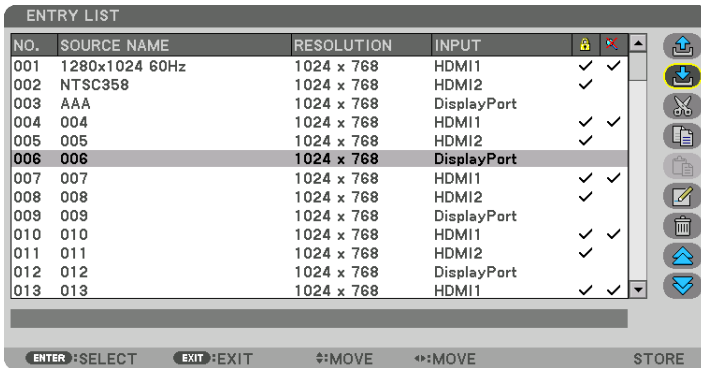 ENTRY LIST
NO. SOURCE NAME RESOLUTION INPUT
001 1280x1024 60Hz 1024 x 768 HDMI1 ✓ ✓
002 NTSC358 1024 x 768 HDMI2 ✓
003 AAA 1024 x 768 DisplayPort
004 004 1024 x 768 HDMI1 ✓ ✓
005 005 1024 x 768 HDMI2 ✓
006 006 1024 x 768 DisplayPort
007 007 1024 x 768 HDMI1 ✓ ✓
008 008 1024 x 768 HDMI2 ✓
009 009 1024 x 768 DisplayPort
010 010 1024 x 768 HDMI1 ✓ ✓
011 011 1024 x 768 HDMI2 ✓
012 012 1024 x 768 DisplayPort
013 013 1024 x 768 HDMI1 ✓ ✓
ENTER:SELECT EXIT:EXIT :MOVE :MOVE STORE